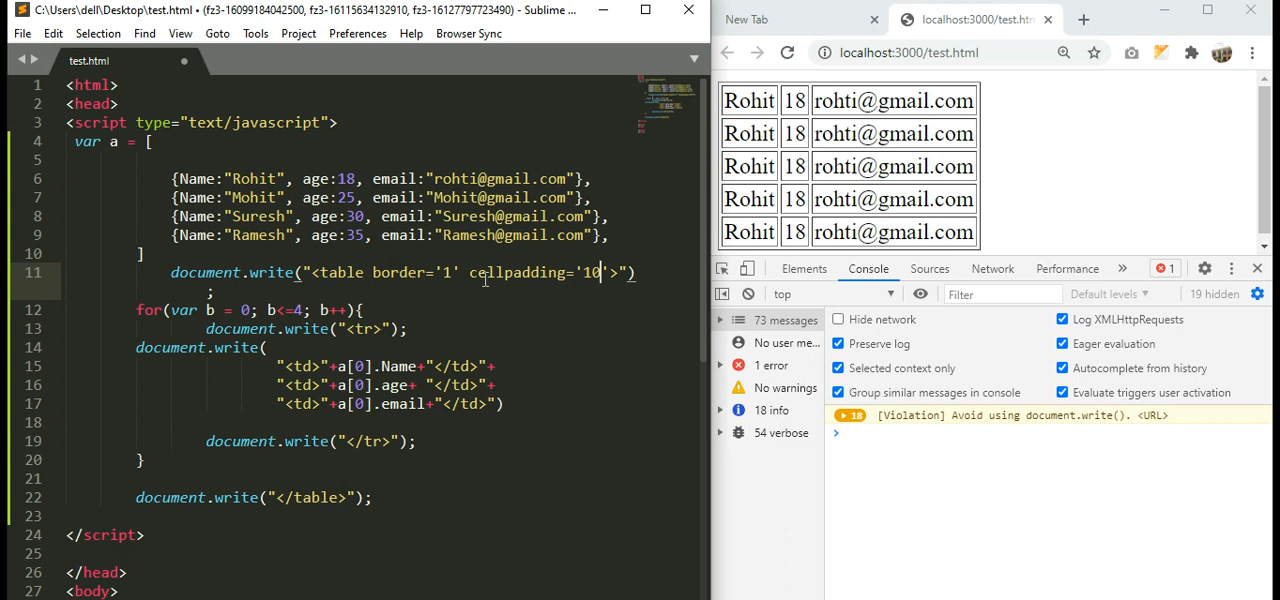 C:\Users\dell\Desktop\test.html • (fz3-16099184042500, fz3-16115634132910, fz3-16127797723490) - Sublime ...
File Edit Selection Find View Goto Tools Project Preferences Help Browser Sync
test.html
1 <html>
2 <head>
3 <script type="text/javascript">
4 var a = [
5
6 {Name:"Rohit", age:18, email:"rohti@gmail.com"},
7 {Name:"Mohit", age:25, email:"Mohit@gmail.com"},
8 {Name:"Suresh", age:30, email:"Suresh@gmail.com"},
9 {Name:"Ramesh", age:35, email:"Ramesh@gmail.com"},
10 ]
11 document.write("<table border='1' cellpadding='10'>")
;
12 for(var b = 0; b<=4; b++){
13 document.write("<tr>");
14 document.write(
15 "<td>"+a[0].Name+"</td>"+
16 "<td>"+a[0].age+ "</td>"+
17 "<td>"+a[0].email+"</td>")
18
19 document.write("</tr>");
20 }
21
22 document.write("</table>");
23
24 </script>
25
26 </head>
27 <body>
New Tab
localhost:3000/test.htm
localhost:3000/test.html
Rohit 18 rohti@gmail.com
Rohit 18 rohti@gmail.com
Rohit 18 rohti@gmail.com
Rohit 18 rohti@gmail.com
Rohit 18 rohti@gmail.com
Elements Console Sources Network Performance » 1
top Filter Default levels 19 hidden
73 messages
No user me...
1 error
No warnings
18 info
54 verbose
Hide network Log XMLHttpRequests
Preserve log Eager evaluation
Selected context only Autocomplete from history
Group similar messages in console Evaluate triggers user activation
18 [Violation] Avoid using document.write(). <URL>